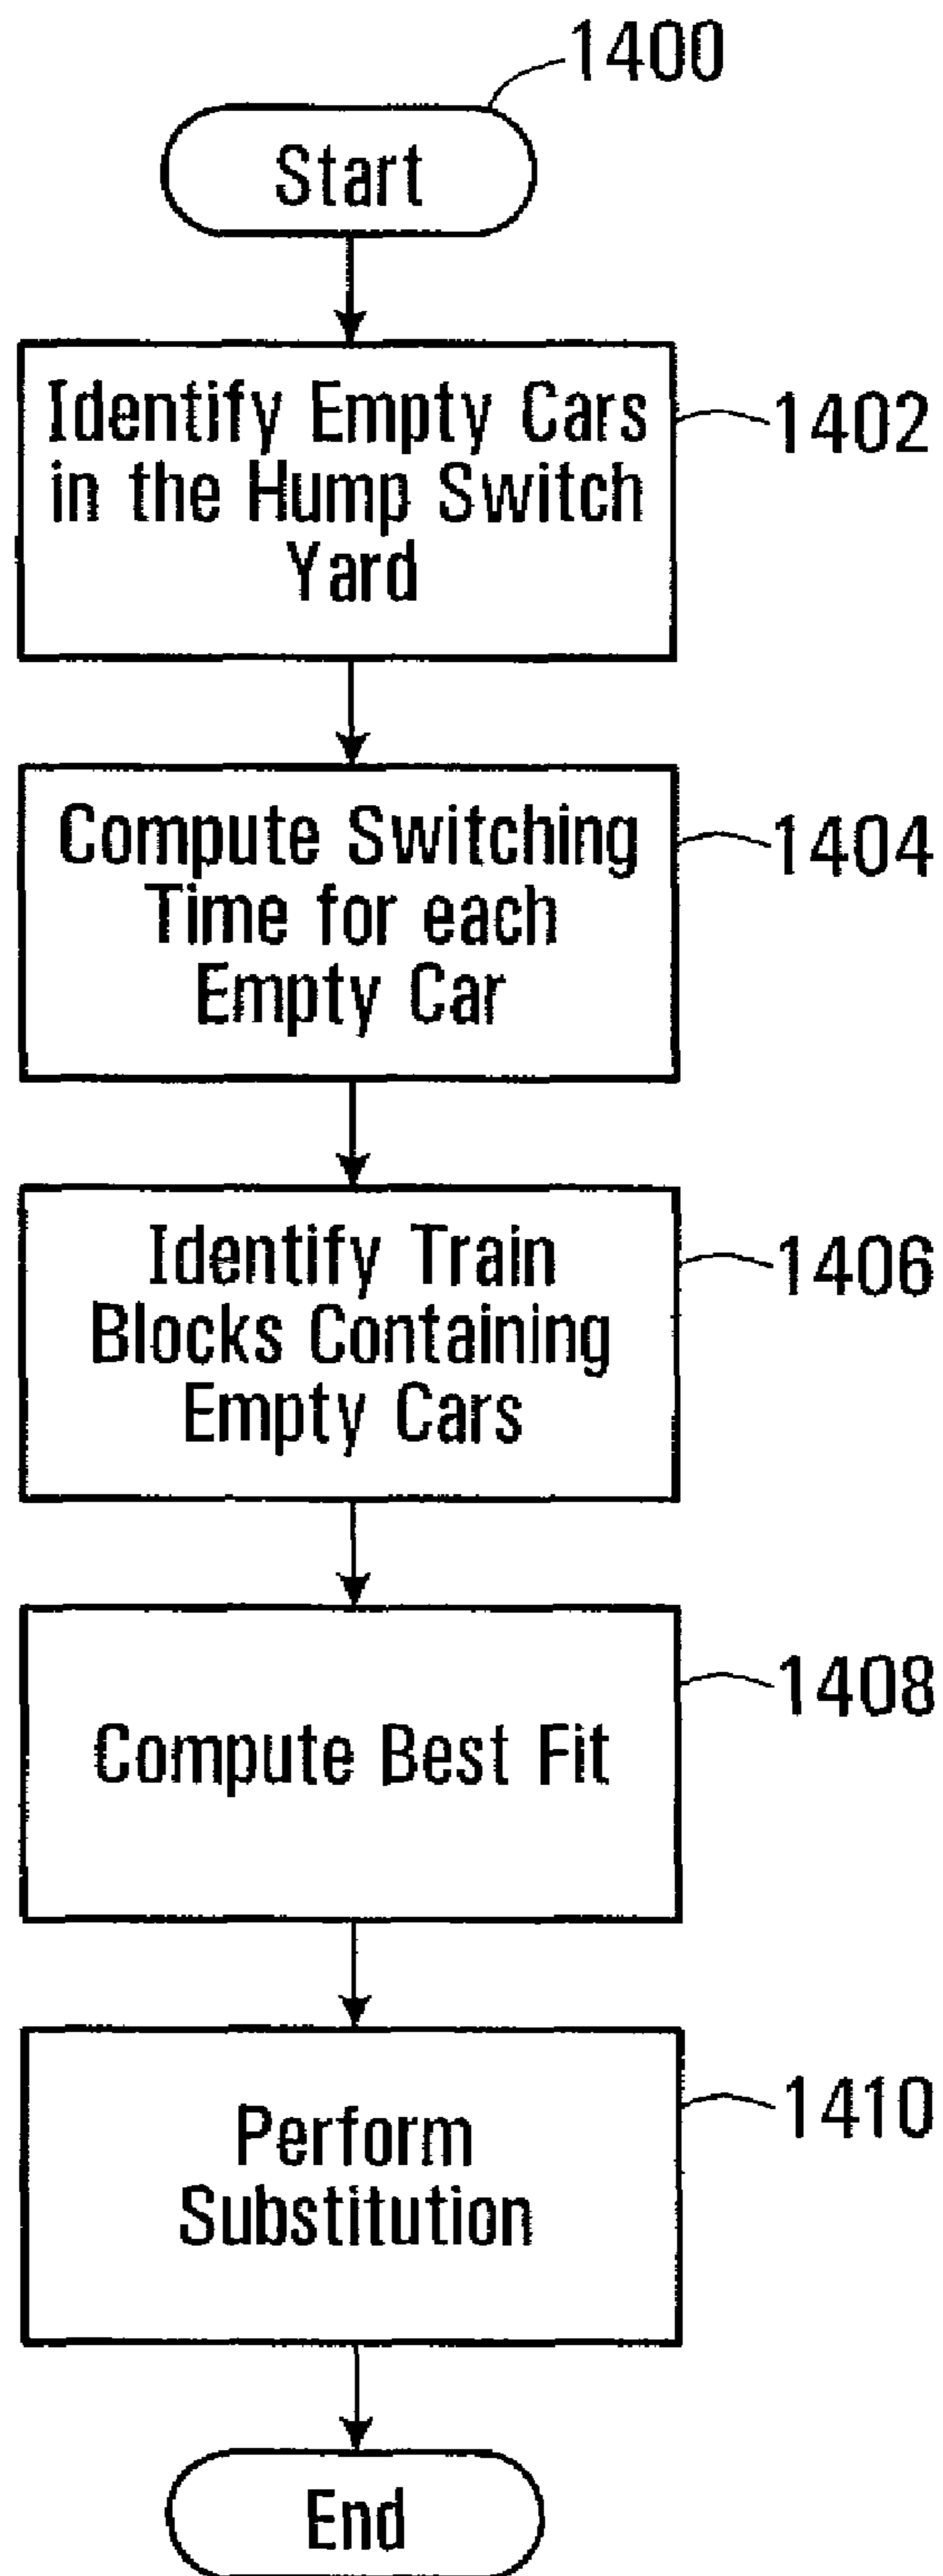 1400
Start
Identify Empty Cars
in the Hump Switch
Yard
1402
Compute Switching
Time for each
Empty Car
1404
Identify Train
Blocks Containing
Empty Cars
1406
Compute Best Fit
1408
Perform
Substitution
1410
End